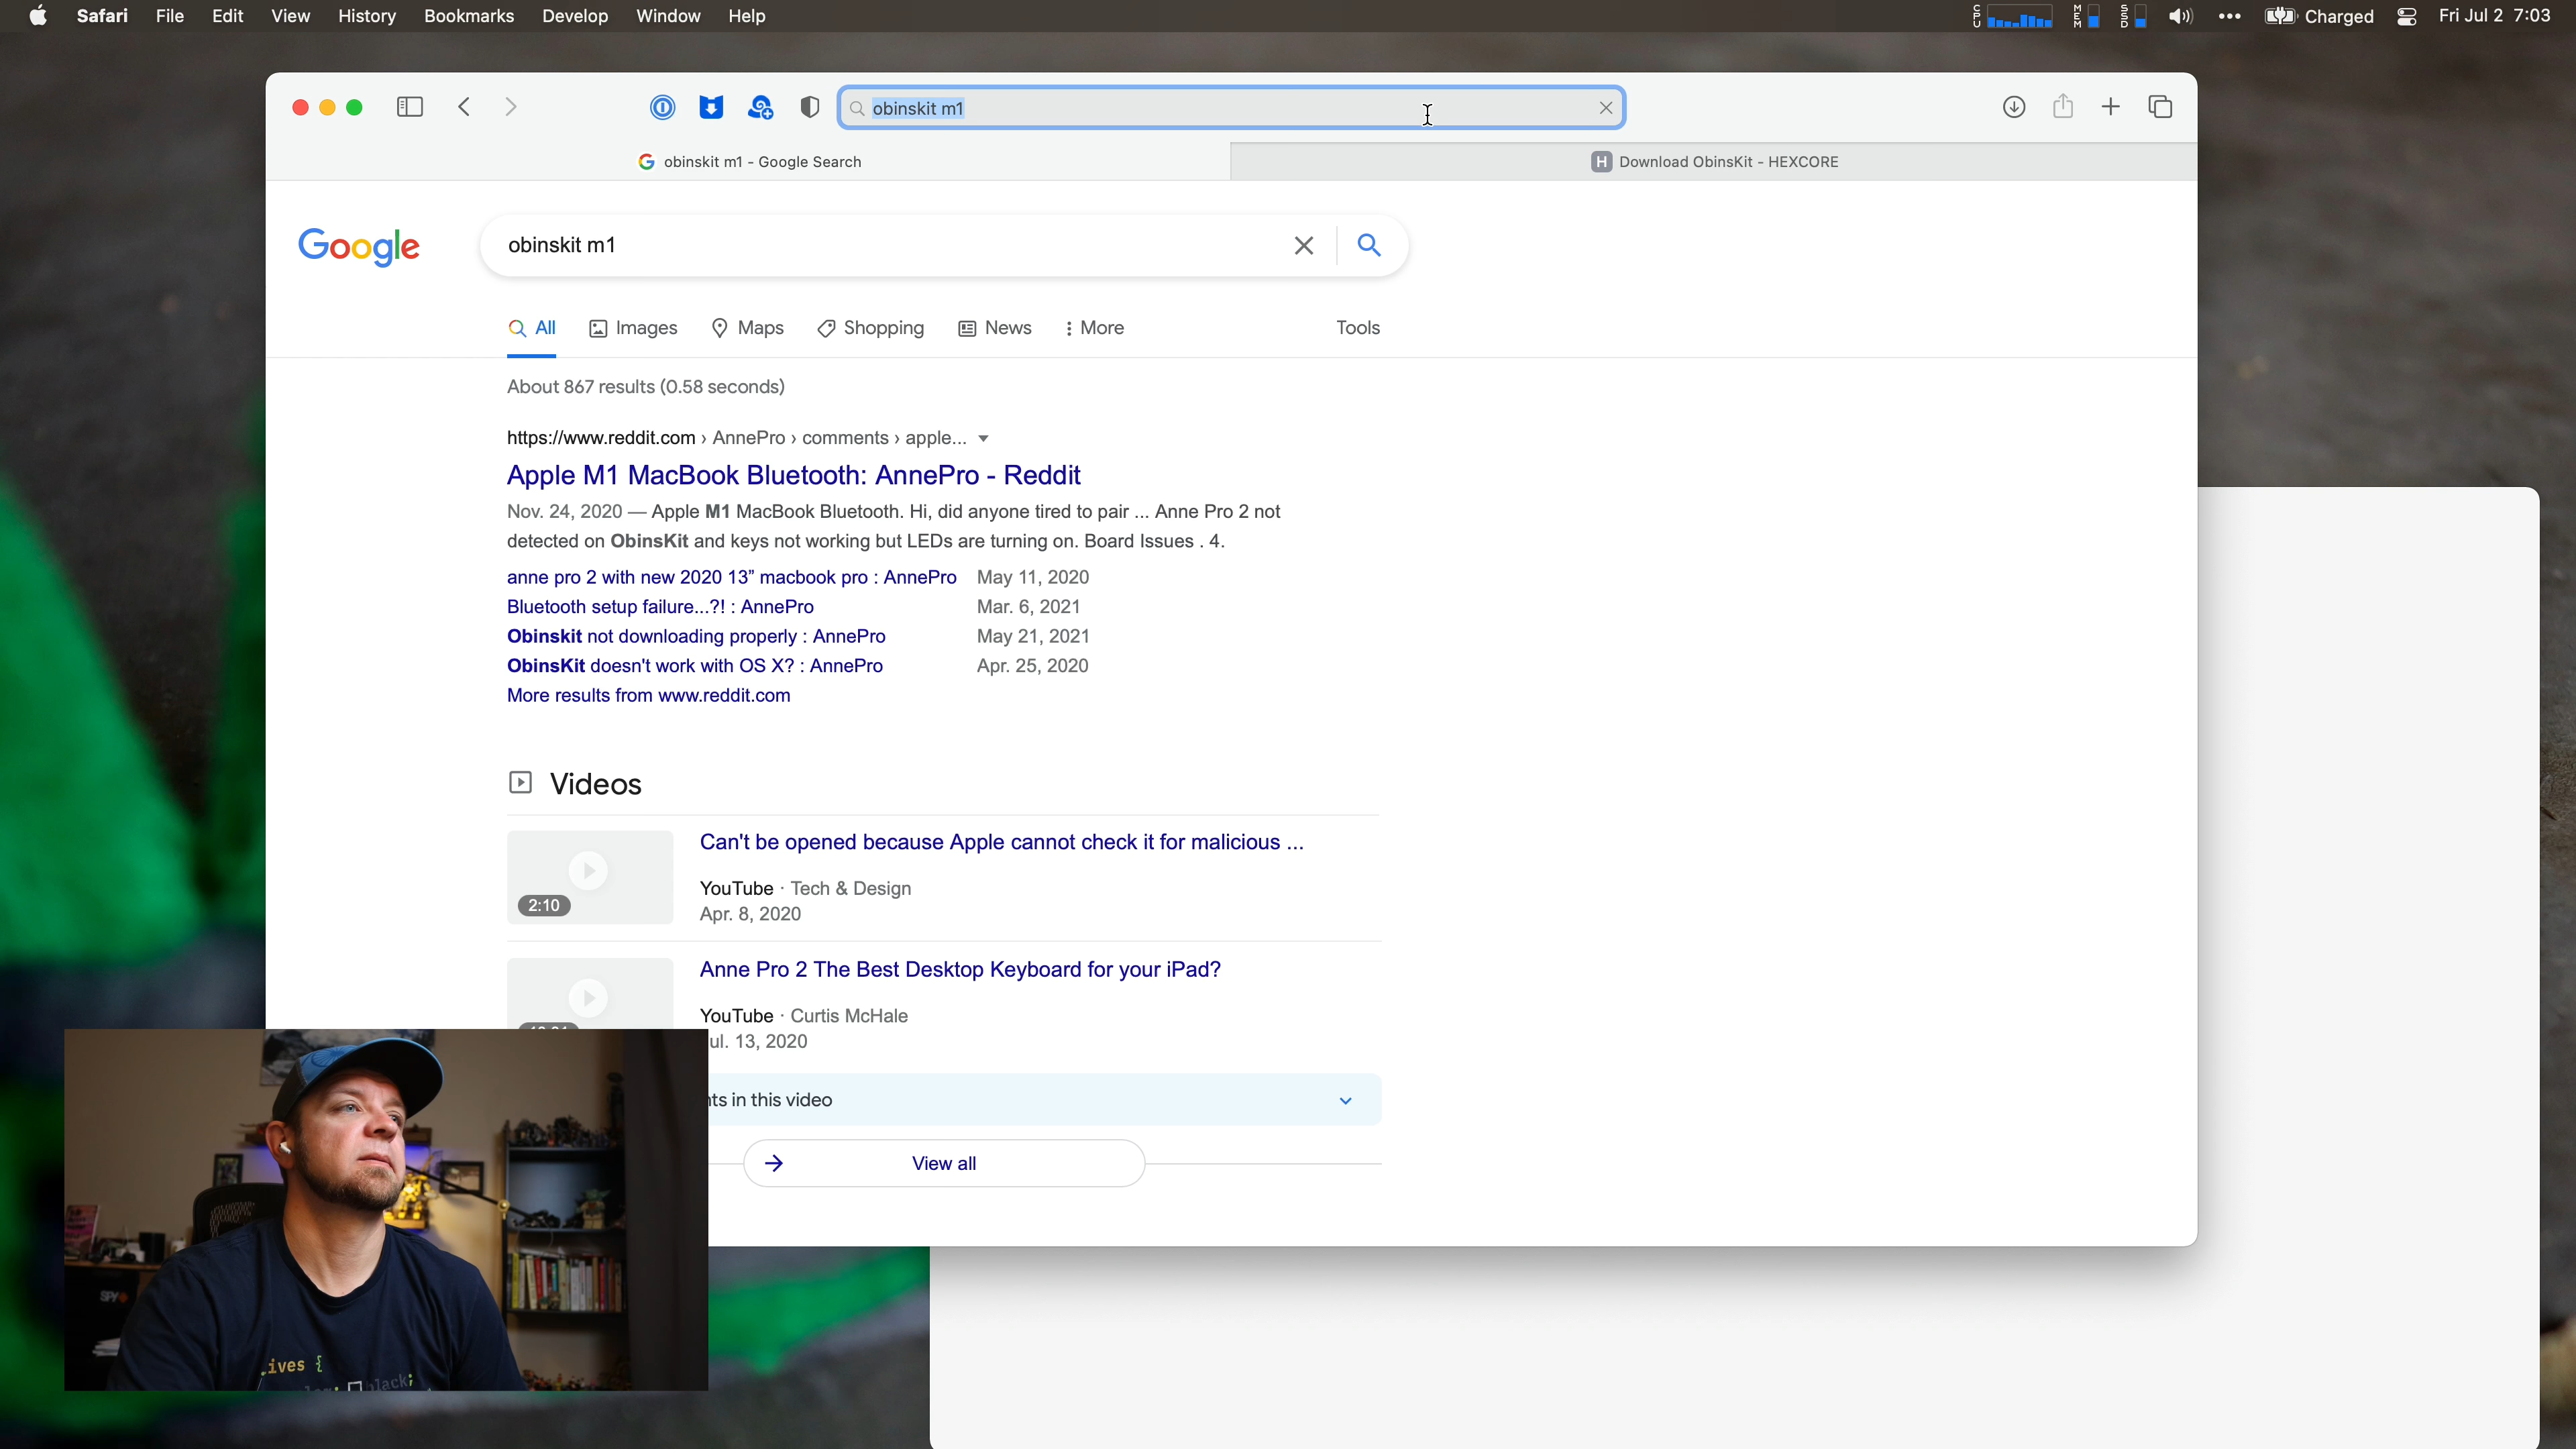 Safari File Edit View History Bookmarks Develop Window Help
CPU MEM SSD Charged Fri Jul 2 7:03
obinskit m1
obinskit m1 - Google Search
H Download ObinsKit - HEXCORE
Google
obinskit m1
All Images Maps Shopping News More Tools
About 867 results (0.58 seconds)
https://www.reddit.com › AnnePro › comments › apple...
Apple M1 MacBook Bluetooth: AnnePro - Reddit
Nov. 24, 2020 — Apple M1 MacBook Bluetooth. Hi, did anyone tired to pair ... Anne Pro 2 not
detected on ObinsKit and keys not working but LEDs are turning on. Board Issues . 4.
anne pro 2 with new 2020 13” macbook pro : AnnePro May 11, 2020
Bluetooth setup failure...?! : AnnePro Mar. 6, 2021
Obinskit not downloading properly : AnnePro May 21, 2021
ObinsKit doesn't work with OS X? : AnnePro Apr. 25, 2020
More results from www.reddit.com
Videos
Can't be opened because Apple cannot check it for malicious ...
2:10
YouTube · Tech & Design
Apr. 8, 2020
Anne Pro 2 The Best Desktop Keyboard for your iPad?
YouTube · Curtis McHale
ul. 13, 2020
nts in this video
View all
SPY
.ives {
black;